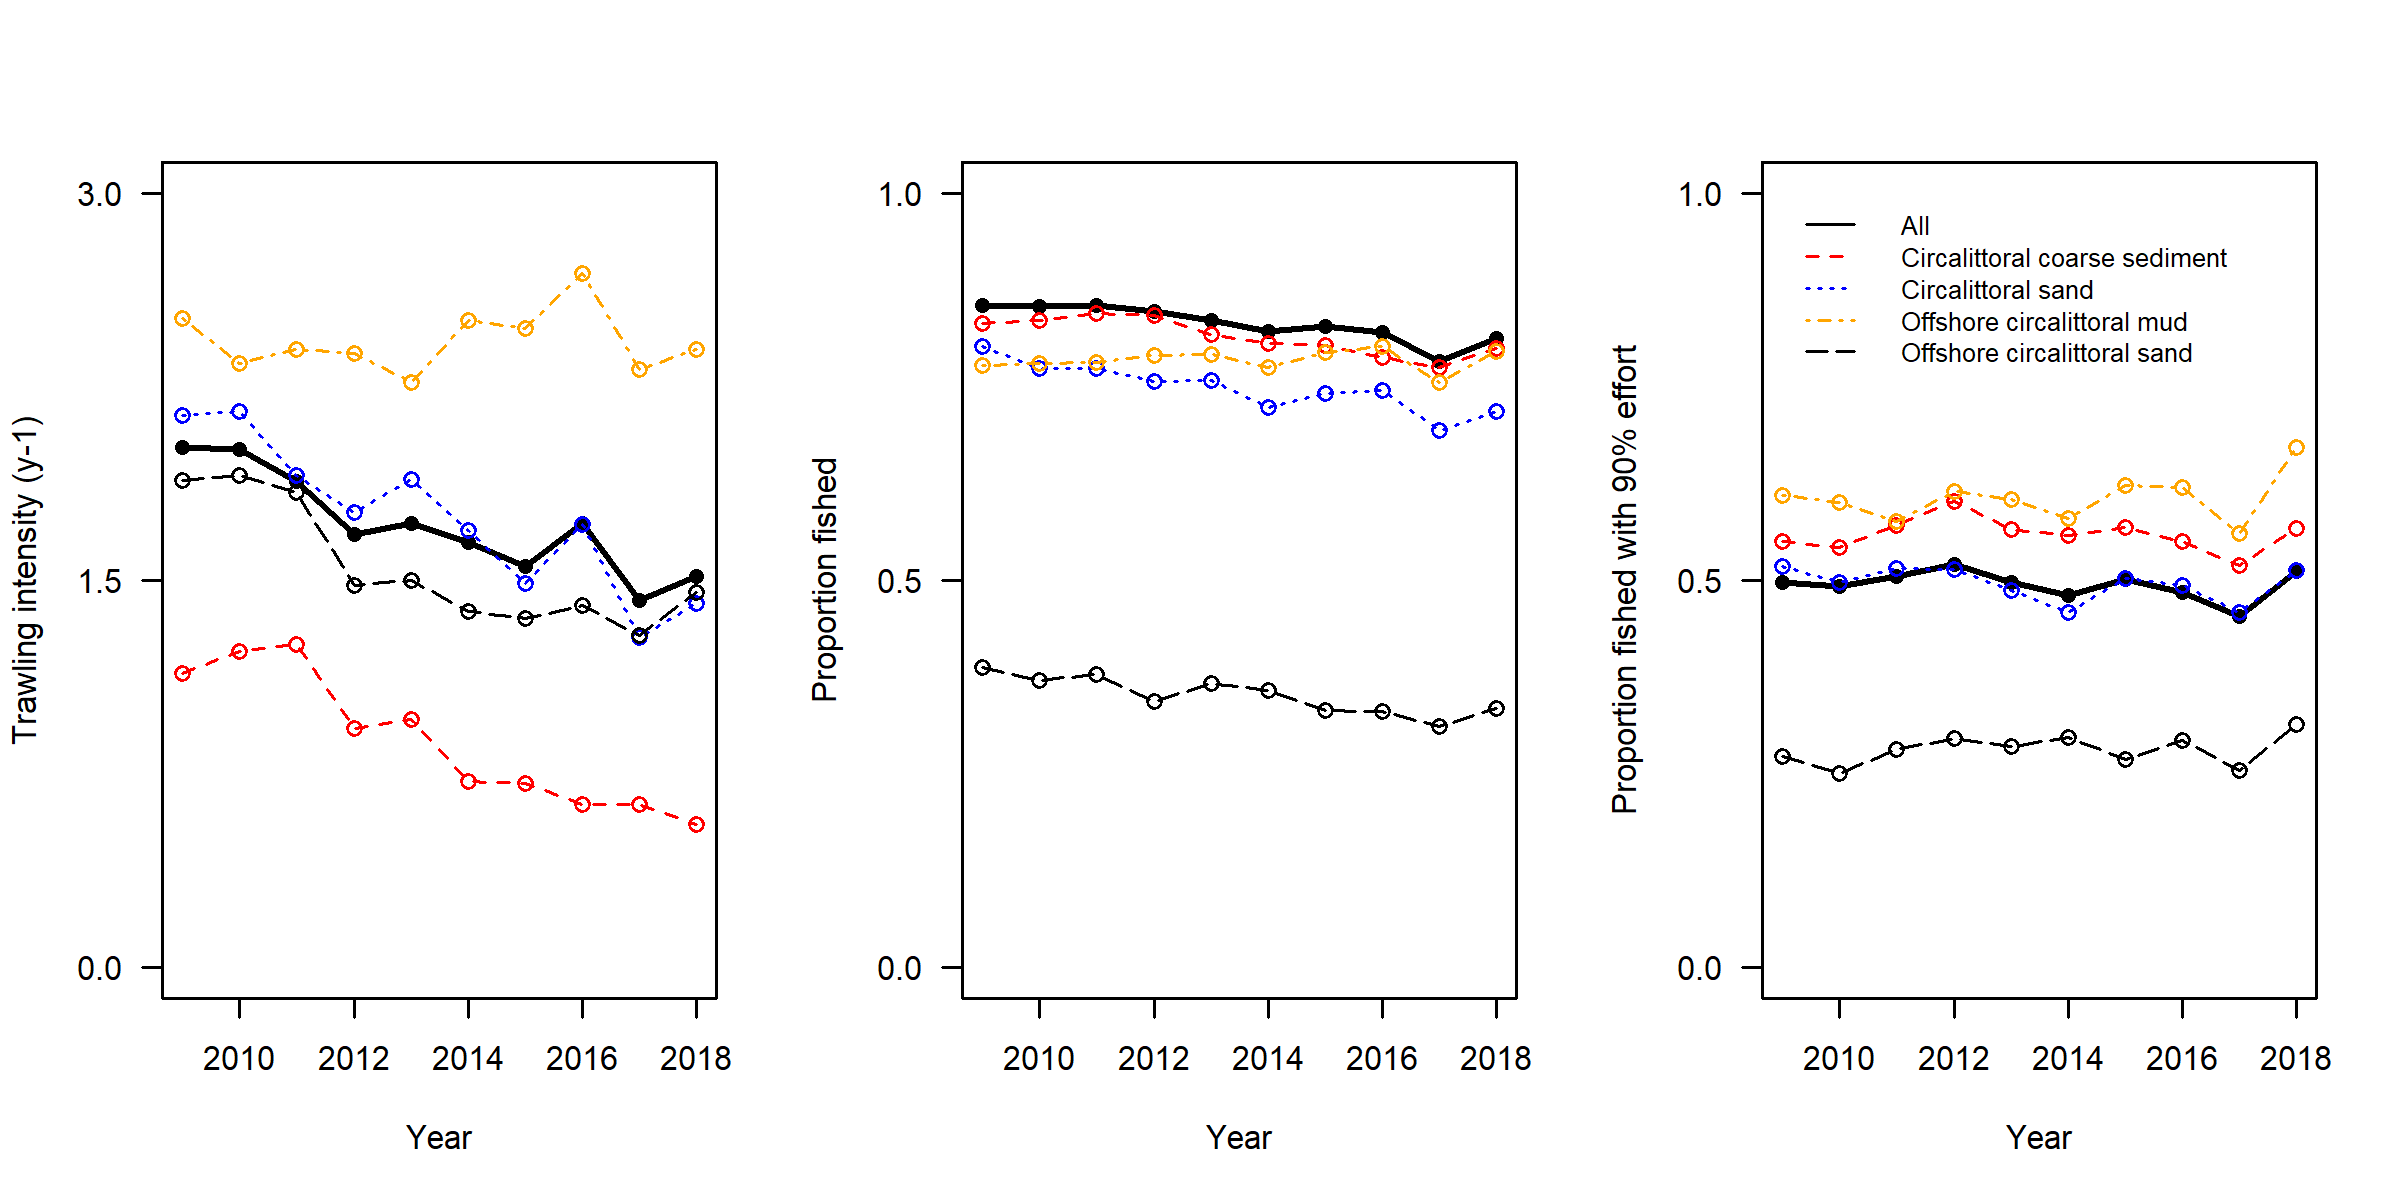 Trawling intensity (y-1)
3.0
1.5
0.0
2010 2012 2014 2016 2018
Year
Proportion fished
1.0
0.5
0.0
2010 2012 2014 2016 2018
Year
Proportion fished with 90% effort
1.0
0.5
0.0
All
Circalittoral coarse sediment
Circalittoral sand
Offshore circalittoral mud
Offshore circalittoral sand
2010 2012 2014 2016 2018
Year